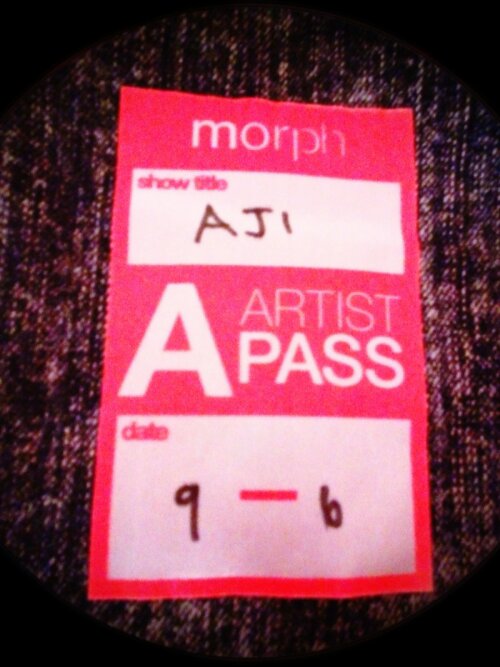 morph
show title
AJI
A ARTIST
PASS
date
9 - 6